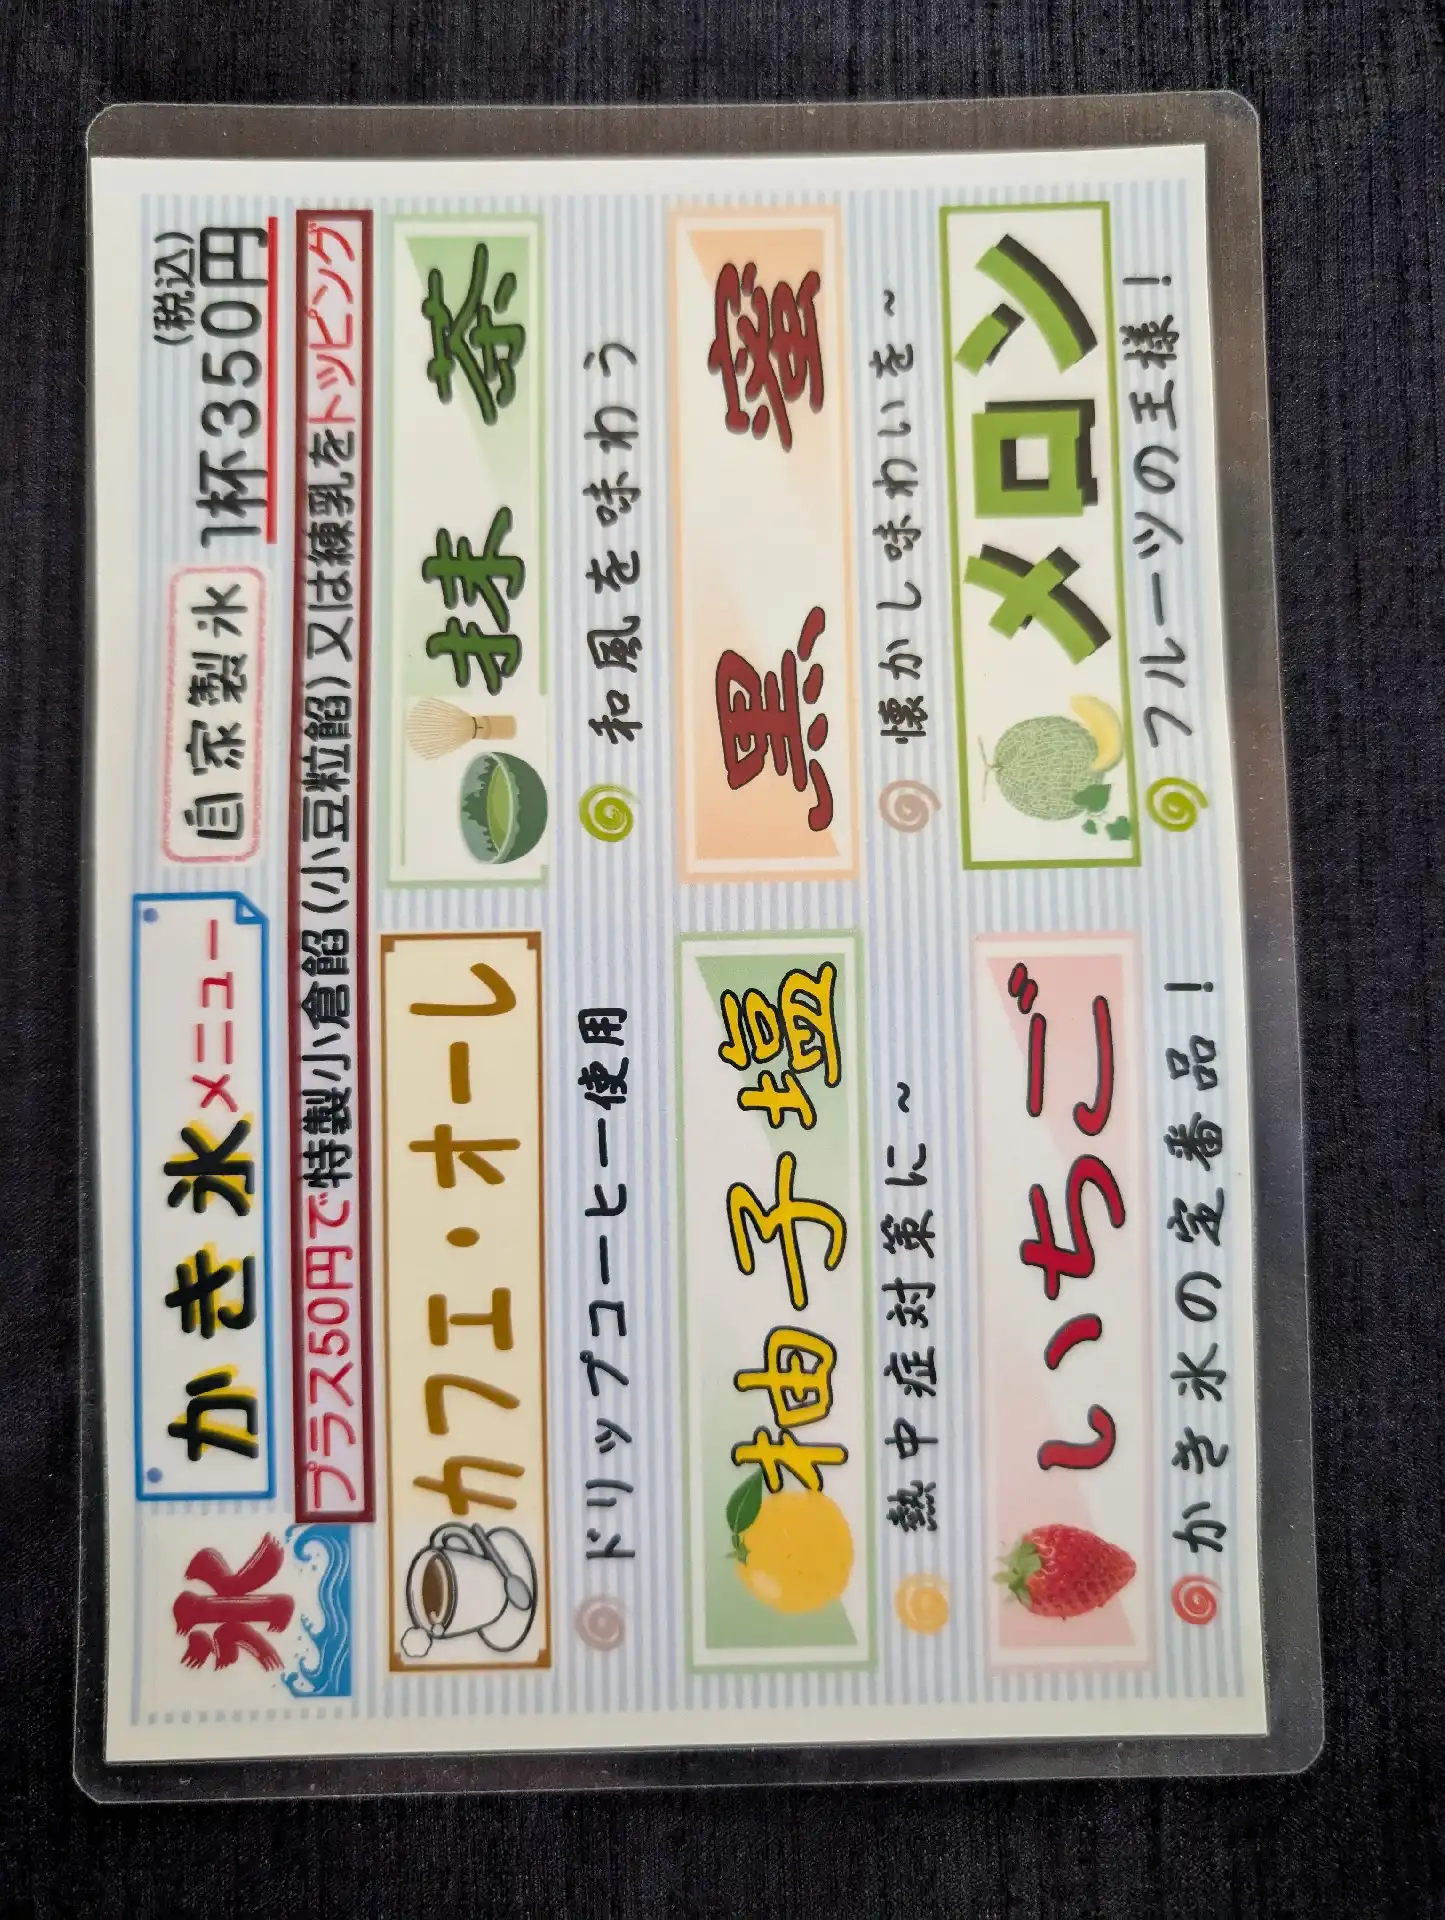 氷
かき氷メニュー
自家製氷
1杯350円
(税込)
プラス50円で特製小倉餡(小豆粒餡)又は練乳をトッピング
カフェ・オーレ
抹茶
ドリップコーヒー使用
和風を味わう
柚子塩
黒蜜
熱中症対策に~
懐かし味わいを~
いちご
メロン
かき氷の定番品!
フルーツの王様!